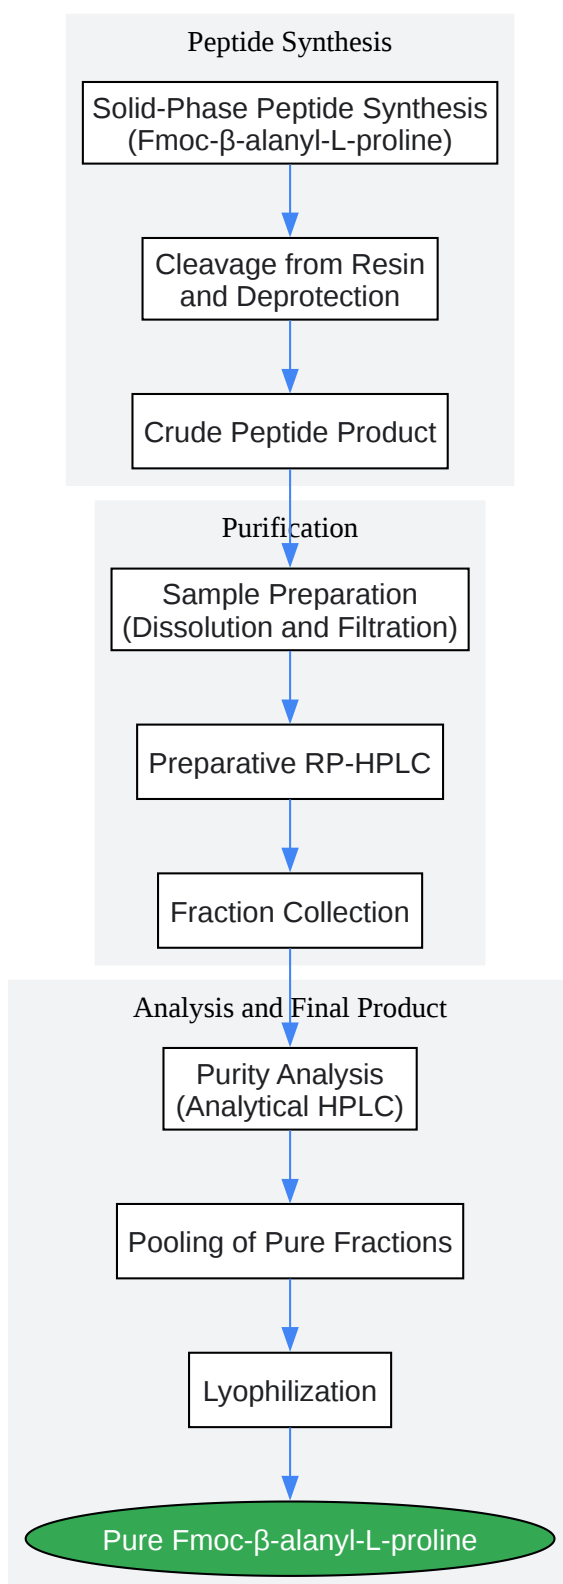 Peptide Synthesis
Solid-Phase Peptide Synthesis
(Fmoc-β-alanyl-L-proline)
Cleavage from Resin
and Deprotection
Crude Peptide Product
Purification
Sample Preparation
(Dissolution and Filtration)
Preparative RP-HPLC
Fraction Collection
Analysis and Final Product
Purity Analysis
(Analytical HPLC)
Pooling of Pure Fractions
Lyophilization
Pure Fmoc-β-alanyl-L-proline